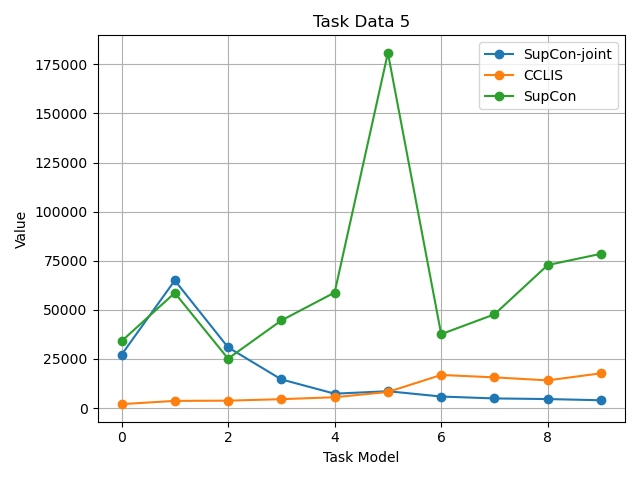 Task Data 5
SupCon-joint
CCLIS
SupCon
175000
150000
125000
100000
75000
50000
25000
0
Value
0 2 4 6 8
Task Model